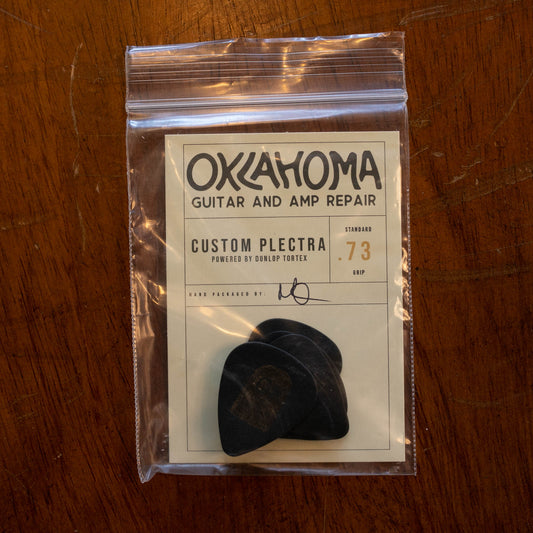 OKLAHOMA
GUITAR AND AMP REPAIR
CUSTOM PLECTRA
POWERED BY DUNLOP TORTEX
STANDARD
.73
GRIP
HAND PACKAGED BY: